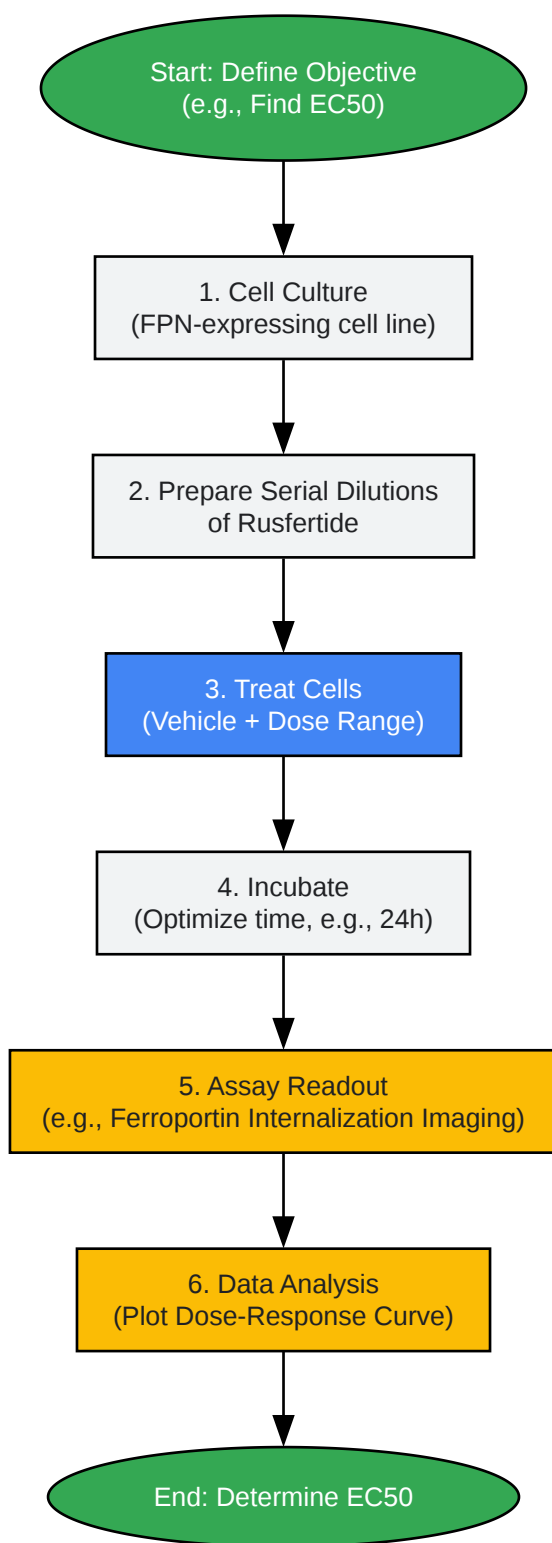 Start: Define Objective
(e.g., Find EC50)
1. Cell Culture
(FPN-expressing cell line)
2. Prepare Serial Dilutions
of Rusfertide
3. Treat Cells
(Vehicle + Dose Range)
4. Incubate
(Optimize time, e.g., 24h)
5. Assay Readout
(e.g., Ferroportin Internalization Imaging)
6. Data Analysis
(Plot Dose-Response Curve)
End: Determine EC50